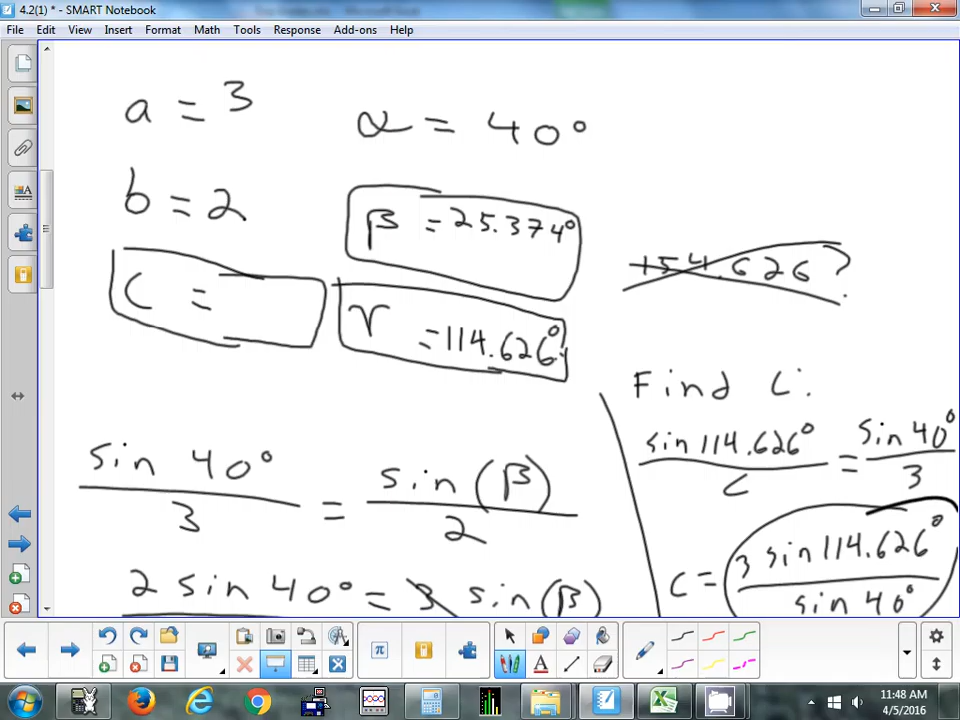 4.2(1) * - SMART Notebook
File Edit View Insert Format Math Tools Response Add-ons Help
a = 3
α = 40°
b = 2
β = 25.374°
154.626?
C =
γ = 114.626°
Find C:
sin 40° / 3 = sin(β) / 2
sin 114.626° / C = sin 40° / 3
2 sin 40° = 3 sin(β)
C = 3 sin 114.626° / sin 40°
11:48 AM
4/5/2016